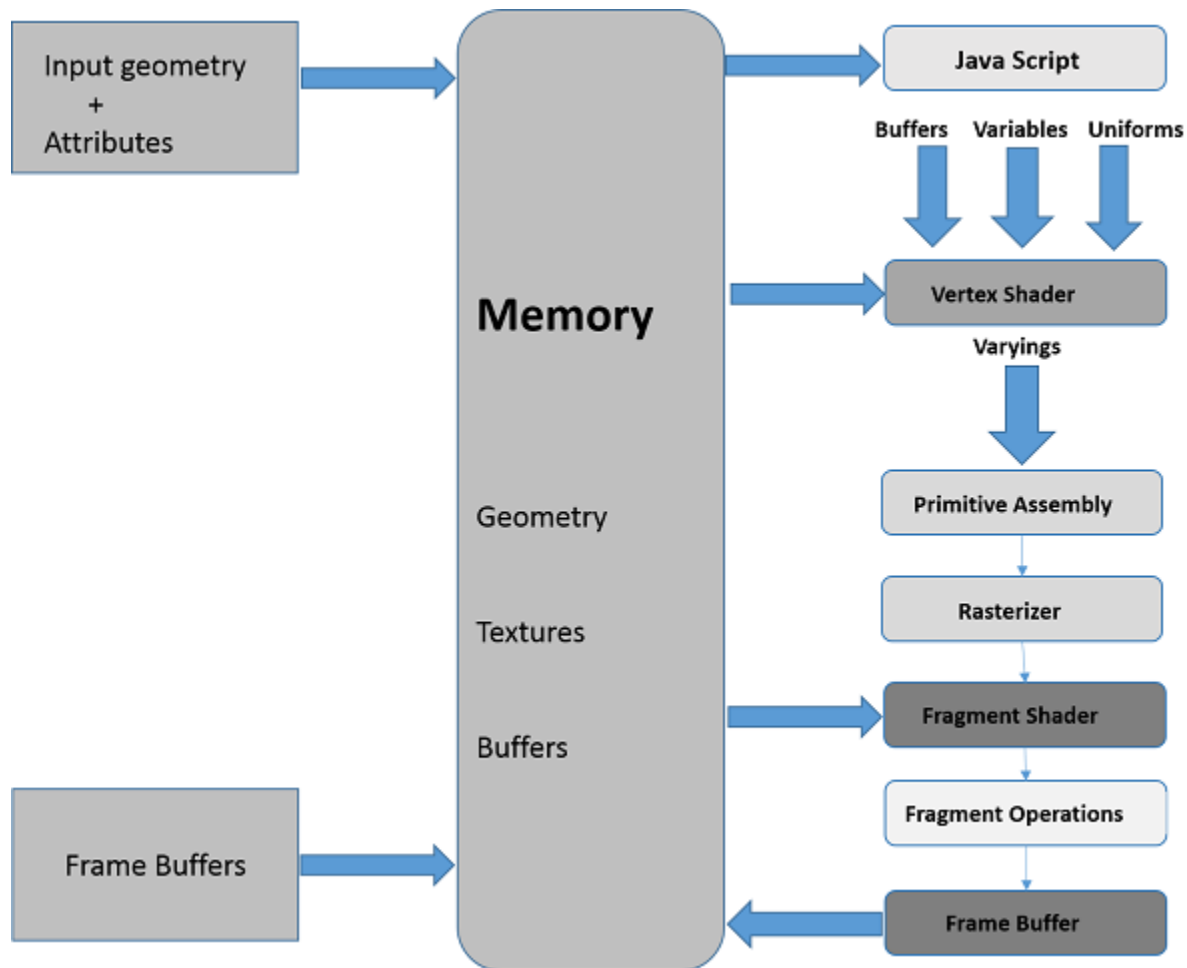 Input geometry
+
Attributes
Frame Buffers
Memory
Geometry
Textures
Buffers
Java Script
Buffers Variables Uniforms
Vertex Shader
Varyings
Primitive Assembly
Rasterizer
Fragment Shader
Fragment Operations
Frame Buffer